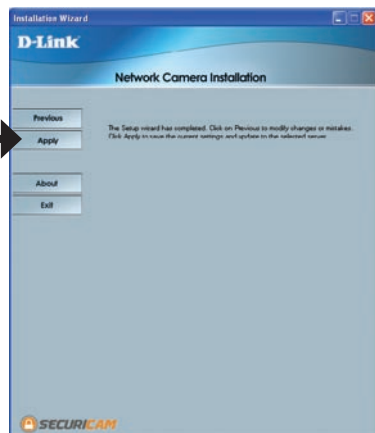 Installation Wizard
D-Link
Network Camera Installation
Previous
Apply
The Setup wizard has completed. Click on Previous to modify changes or mistakes.
Click Apply to save the current settings and update to the selected server.
About
Exit
SECURICAM